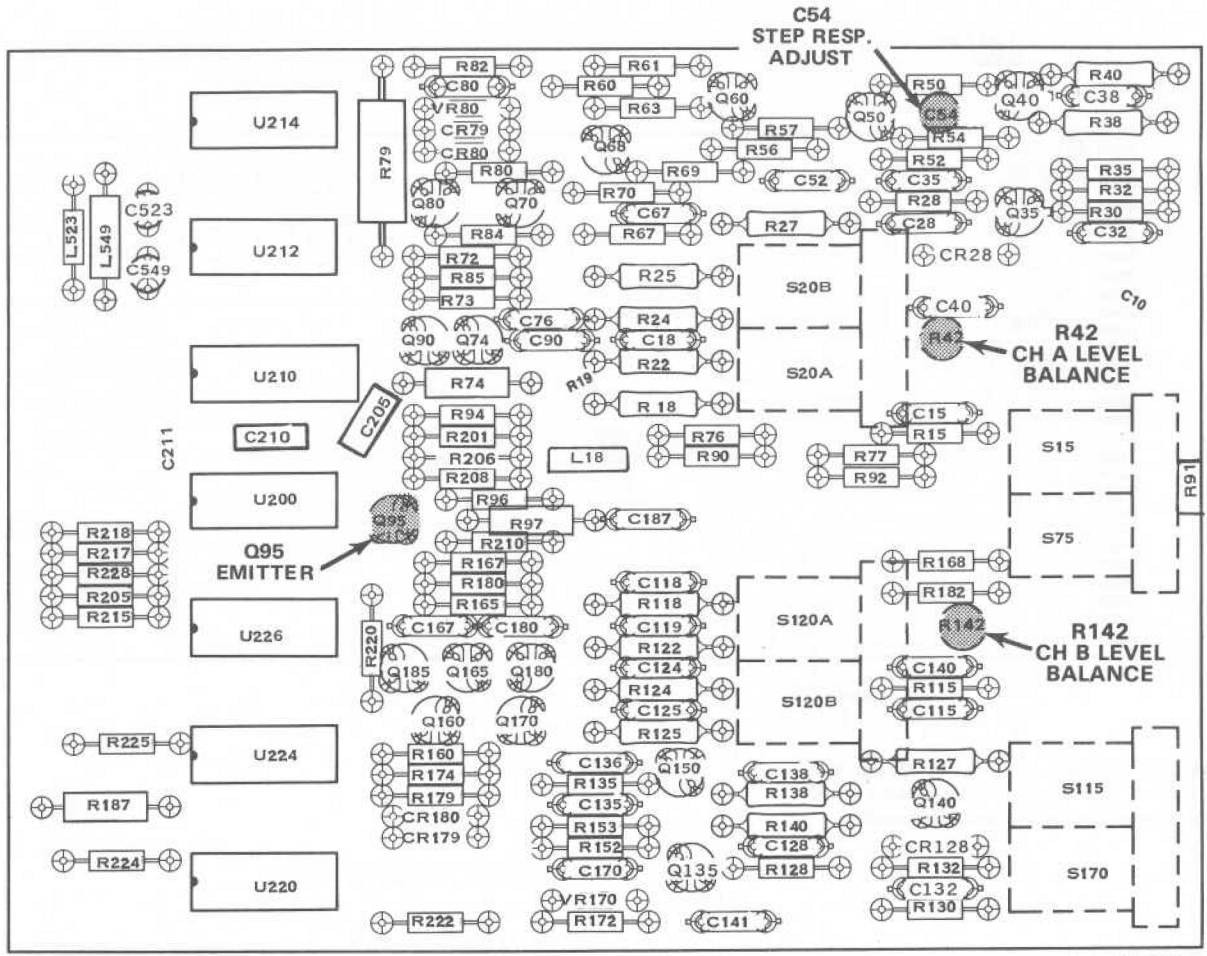 C54
STEP RESP.
ADJUST
R82
R61
C80
R60
R50
R40
Q60
Q40
C38
VR80
R63
Q50
C54
U214
CR79
R57
R38
R54
CR80
Q68
R56
R52
R79
R80
R69
C52
C35
R35
R70
R32
Q80
Q70
R28
L523
L549
C523
C67
R27
C28
Q35
R30
R84
R67
C32
U212
R72
CR28
C549
R85
R25
S20B
R73
C40
C10
C76
R24
Q90
Q74
C90
C18
R42
R42
CH A LEVEL
BALANCE
R22
U210
R74
R19
S20A
C205
R18
R94
C15
C210
R201
R76
R15
C211
R206
L18
R90
R77
S15
R208
R92
R91
U200
R96
Q95
R97
C187
R218
Q95
EMITTER
R210
S75
R217
R167
R168
R228
R180
C118
R205
R165
R118
R182
R215
C167
C180
C119
S120A
R142
R142
CH B LEVEL
BALANCE
U226
R220
R122
Q185
Q165
Q180
C124
C140
R124
R115
Q160
Q170
C125
S120B
C115
R225
U224
R160
R125
C136
Q150
R127
R174
R135
C138
R187
R179
C135
R138
Q140
S115
CR180
R153
R140
CR179
R152
C128
CR128
R224
U220
C170
Q135
R128
R132
S170
C132
VR170
R222
R172
C141
R130